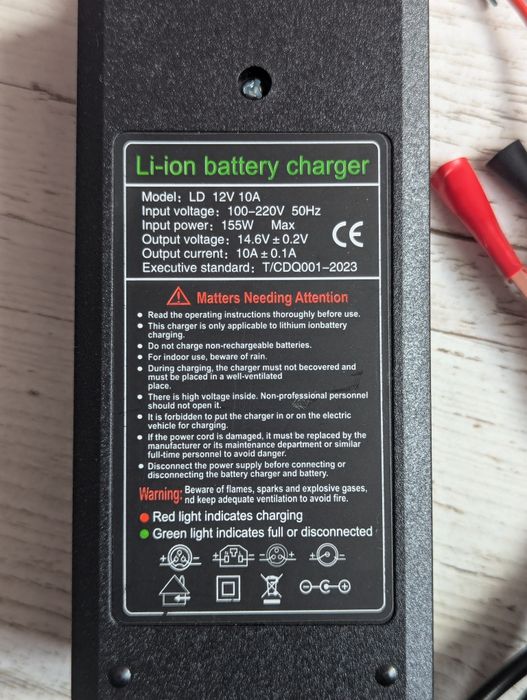 Li-ion battery charger
Model: LD 12V 10A
Input voltage: 100-220V 50Hz
Input power: 155W Max
Output voltage: 14.6V ± 0.2V
Output current: 10A ± 0.1A
Executive standard: T/CDQ001-2023
CE
Matters Needing Attention
● Read the operating instructions thoroughly before use.
● This charger is only applicable to lithium ionbattery
charging.
● Do not charge non-rechargeable batteries.
● For indoor use, beware of rain.
● During charging, the charger must not becovered and
must be placed in a well-ventilated
place.
● There is high voltage inside. Non-professional personnel
should not open it.
● It is forbidden to put the charger in or on the electric
vehicle for charging.
● If the power cord is damaged, it must be replaced by the
manufacturer or its maintenance department or similar
full-time personnel to avoid danger.
● Disconnect the power supply before connecting or
disconnecting the battery charger and battery.
Warning: Beware of flames, sparks and explosive gases,
nd keep adequate ventilation to avoid fire.
● Red light indicates charging
● Green light indicates full or disconnected